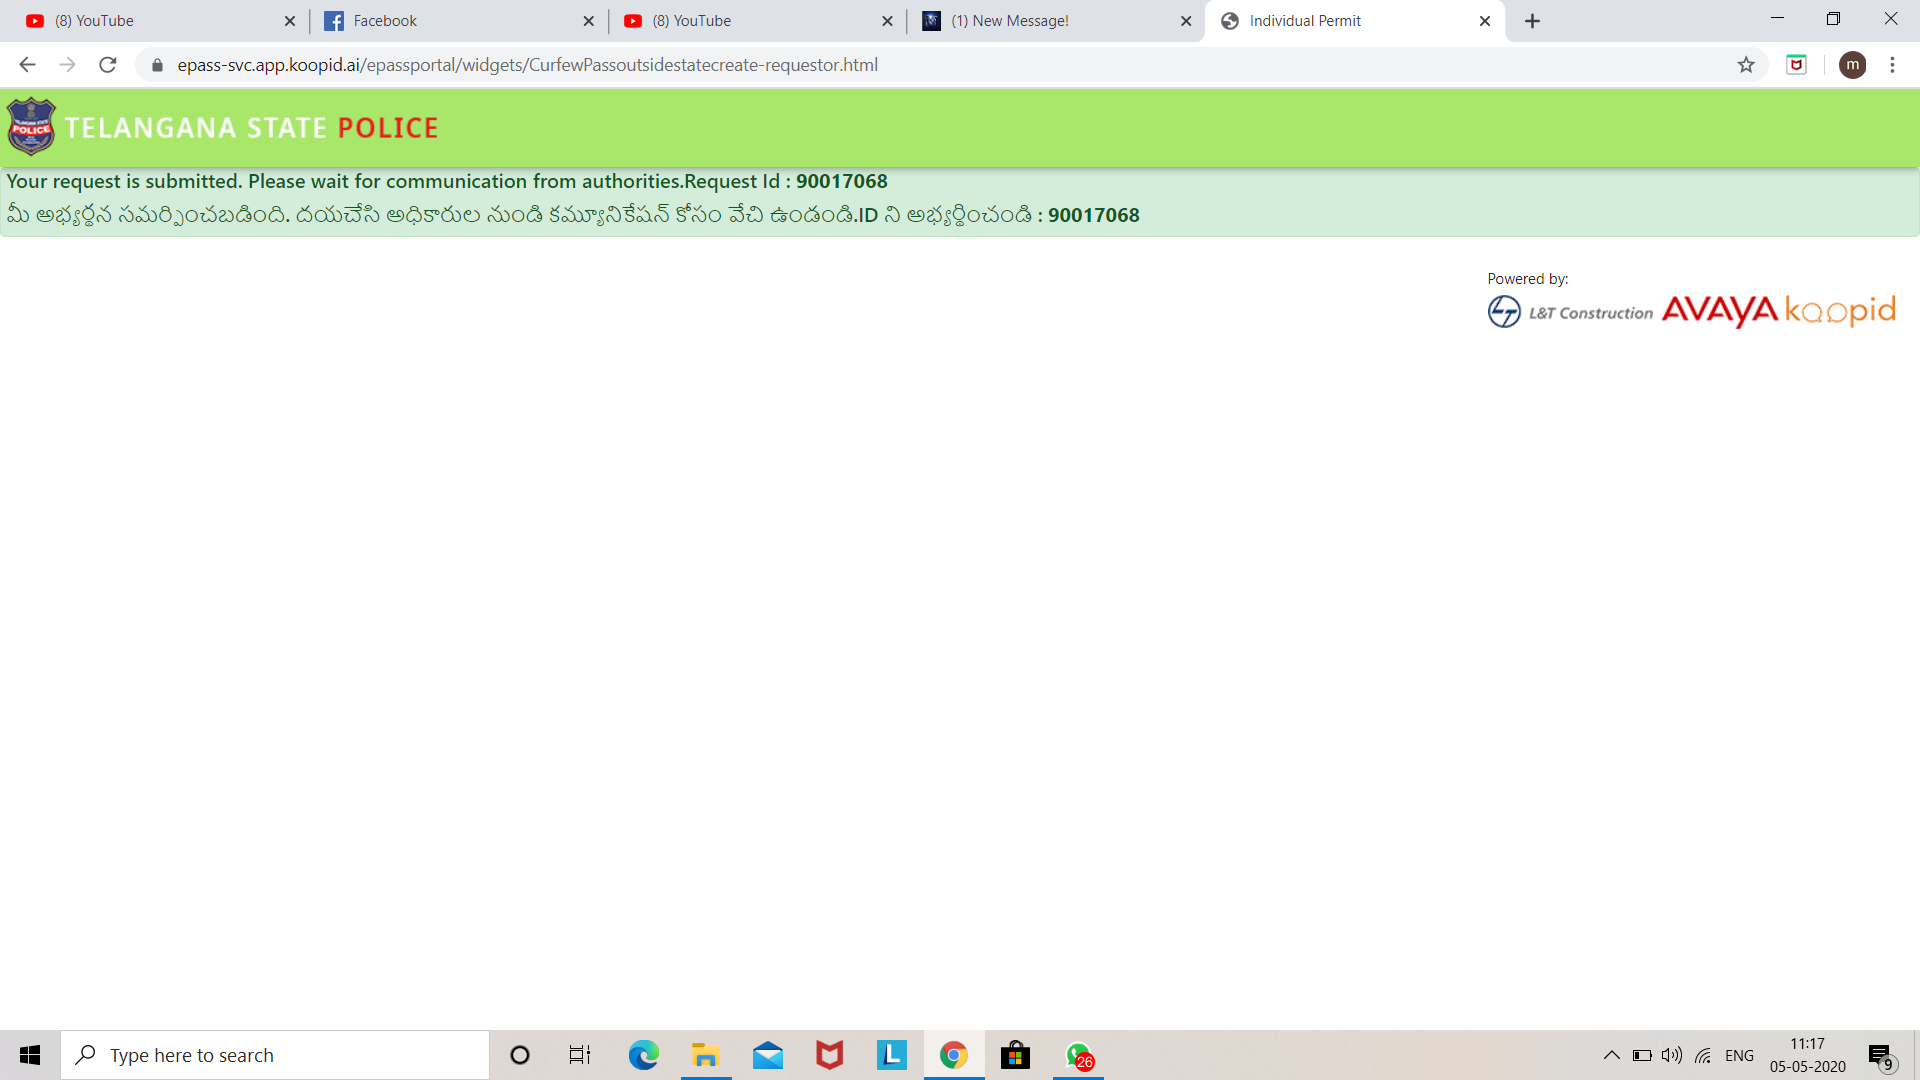 (8) YouTube
Facebook
(8) YouTube
(1) New Message!
Individual Permit
epass-svc.app.koopid.ai/epassportal/widgets/CurfewPassoutsidestatecreate-requestor.html
m
TELANGANA STATE POLICE
Your request is submitted. Please wait for communication from authorities.Request Id : 90017068
మీ అభ్యర్థన సమర్పించబడింది. దయచేసి అధికారుల నుండి కమ్యూనికేషన్ కోసం వేచి ఉండండి.ID ని అభ్యర్థించండి : 90017068
Powered by:
L&T Construction AVAYA koopid
Type here to search
L
26
ENG
11:17
05-05-2020
9